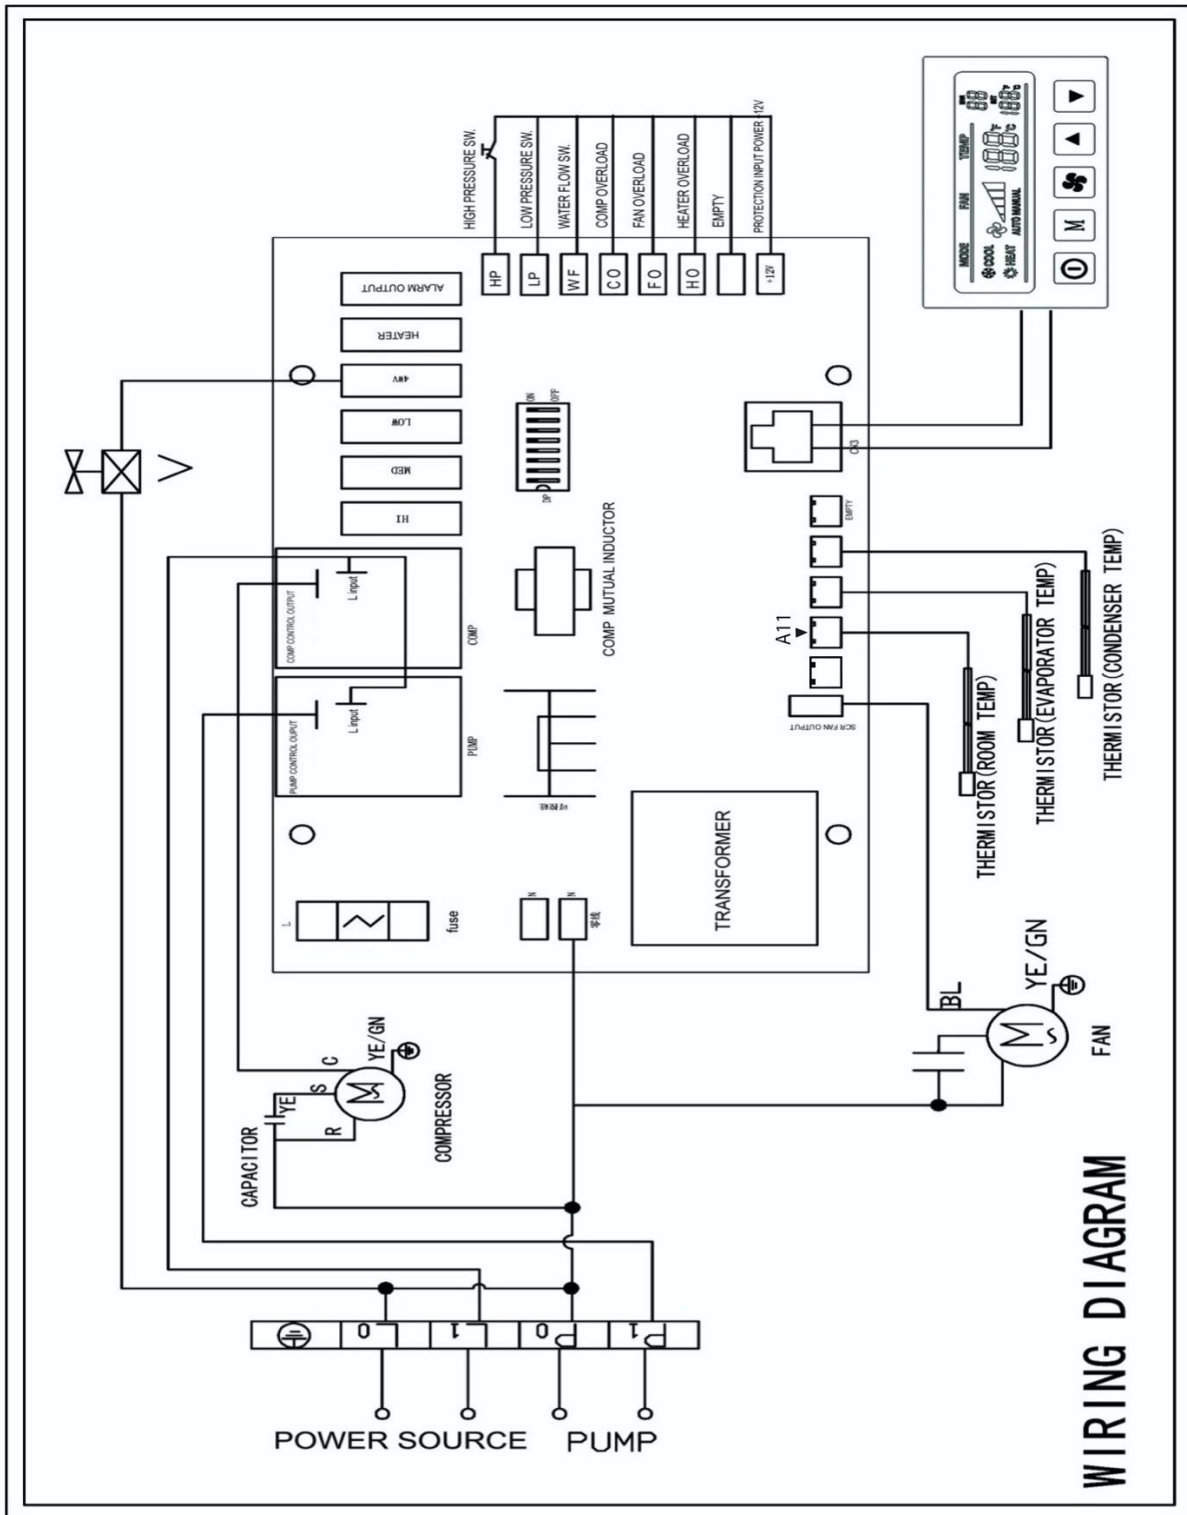 WIRING DIAGRAM
HIGH PRESSURE SW.
LOW PRESSURE SW.
WATER FLOW SW.
COMP OVERLOAD
FAN OVERLOAD
HEATER OVERLOAD
EMPTY
PROTECTION INPUT POWER +12V
HP
LP
WF
CO
FO
HO
+12V
MODE
FAN
TEMP
COOL
HEAT
AUTO MANUAL
°F
°C
°F
°C
M
ALARM OUTPUT
HEATER
4WV
LOW
MED
HI
V
ON
OFF
DP
CN3
EMPTY
COMP CONTROL OUTPUT
L input
COMP
COMP MUTUAL INDUCTOR
A11
PUMP CONTROL OUPUT
L input
PUMP
SCR FAN OUTPUT
TRANSFORMER
THERMISTOR(ROOM TEMP)
THERMISTOR(EVAPORATOR TEMP)
THERMISTOR(CONDENSER TEMP)
L
fuse
N
N
零线
CAPACITOR
YE
R
S
C
M
YE/GN
COMPRESSOR
BL
M
YE/GN
FAN
L0
L1
P0
P1
POWER SOURCE
PUMP